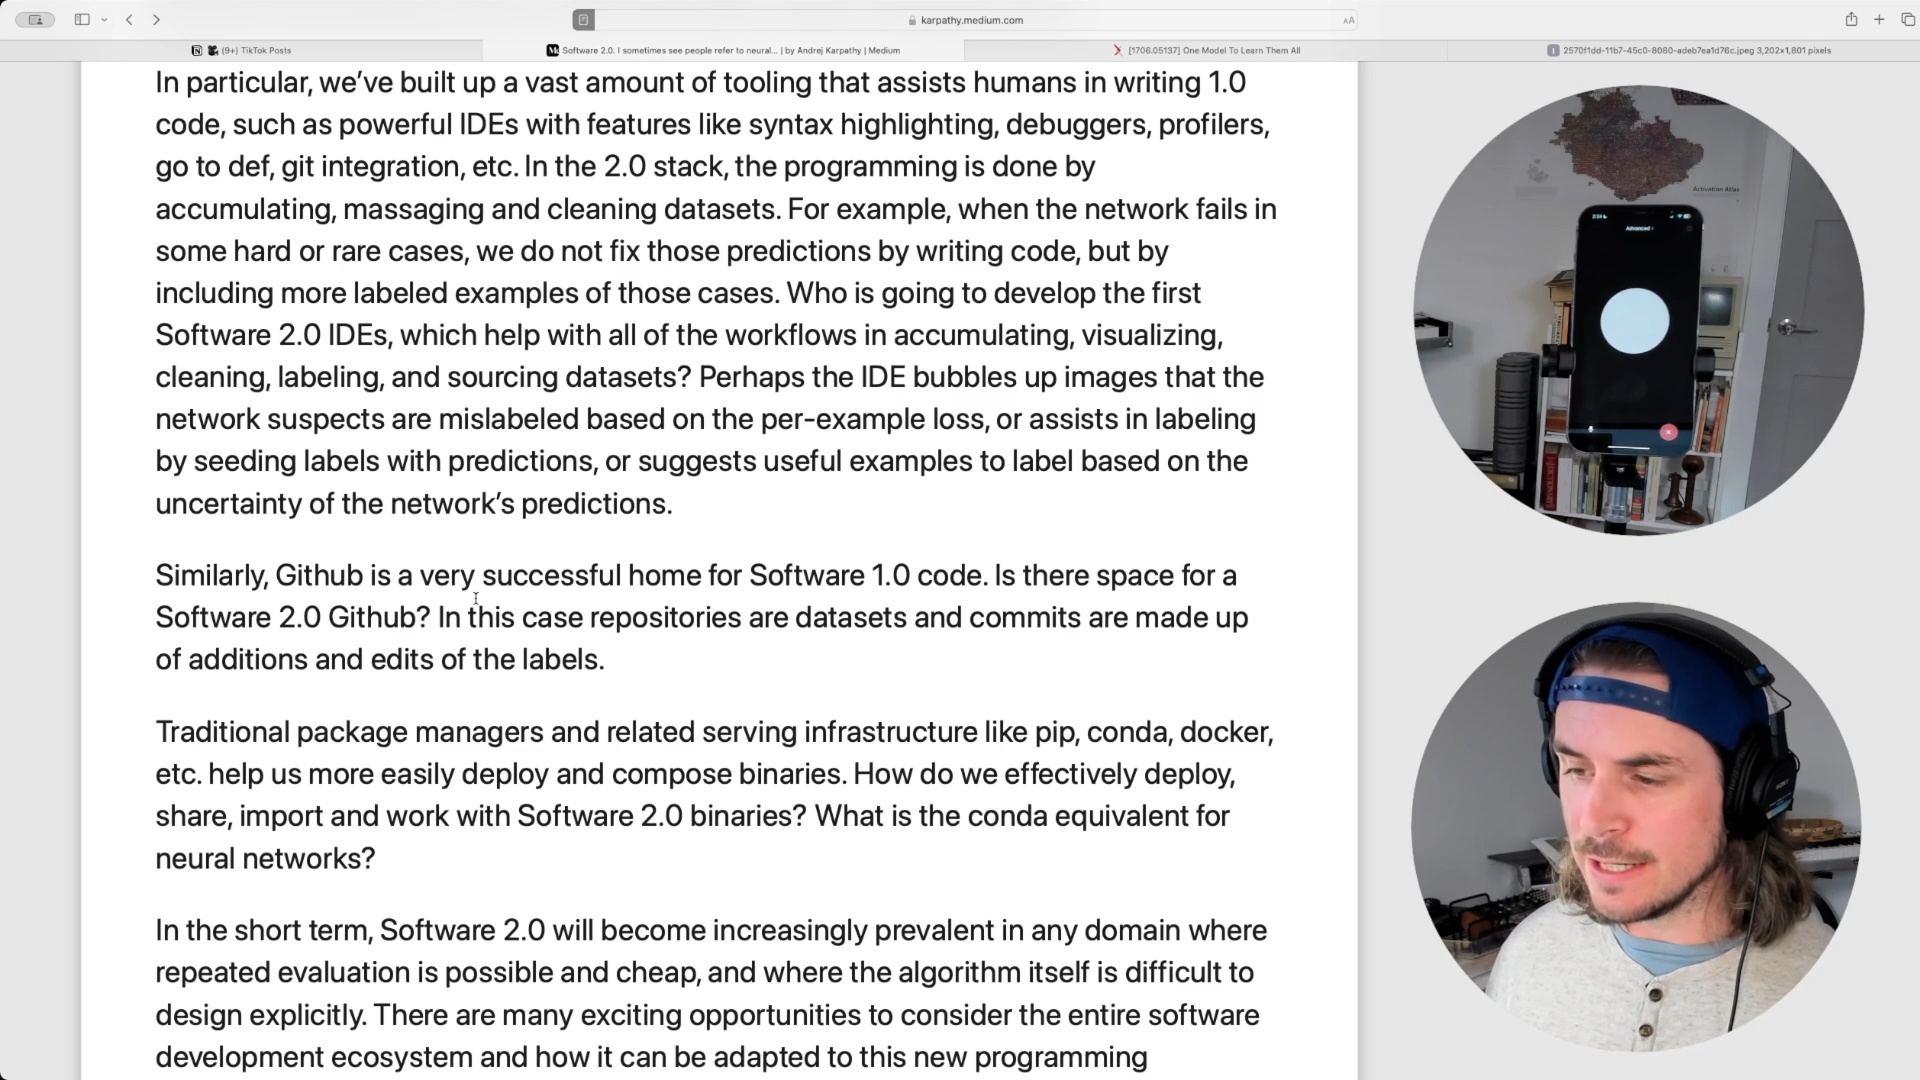 karpathy.medium.com
AA
(9+) TikTok Posts
Software 2.0. I sometimes see people refer to neural... | by Andrej Karpathy | Medium
[1706.05137] One Model To Learn Them All
2570f1dd-11b7-45c0-8080-adeb7ea1d76c.jpeg 3,202×1,801 pixels
In particular, we’ve built up a vast amount of tooling that assists humans in writing 1.0
code, such as powerful IDEs with features like syntax highlighting, debuggers, profilers,
go to def, git integration, etc. In the 2.0 stack, the programming is done by
accumulating, massaging and cleaning datasets. For example, when the network fails in
some hard or rare cases, we do not fix those predictions by writing code, but by
including more labeled examples of those cases. Who is going to develop the first
Software 2.0 IDEs, which help with all of the workflows in accumulating, visualizing,
cleaning, labeling, and sourcing datasets? Perhaps the IDE bubbles up images that the
network suspects are mislabeled based on the per-example loss, or assists in labeling
by seeding labels with predictions, or suggests useful examples to label based on the
uncertainty of the network’s predictions.
Similarly, Github is a very successful home for Software 1.0 code. Is there space for a
Software 2.0 Github? In this case repositories are datasets and commits are made up
of additions and edits of the labels.
Traditional package managers and related serving infrastructure like pip, conda, docker,
etc. help us more easily deploy and compose binaries. How do we effectively deploy,
share, import and work with Software 2.0 binaries? What is the conda equivalent for
neural networks?
In the short term, Software 2.0 will become increasingly prevalent in any domain where
repeated evaluation is possible and cheap, and where the algorithm itself is difficult to
design explicitly. There are many exciting opportunities to consider the entire software
development ecosystem and how it can be adapted to this new programming
Activation Atlas
Advanced
SONY